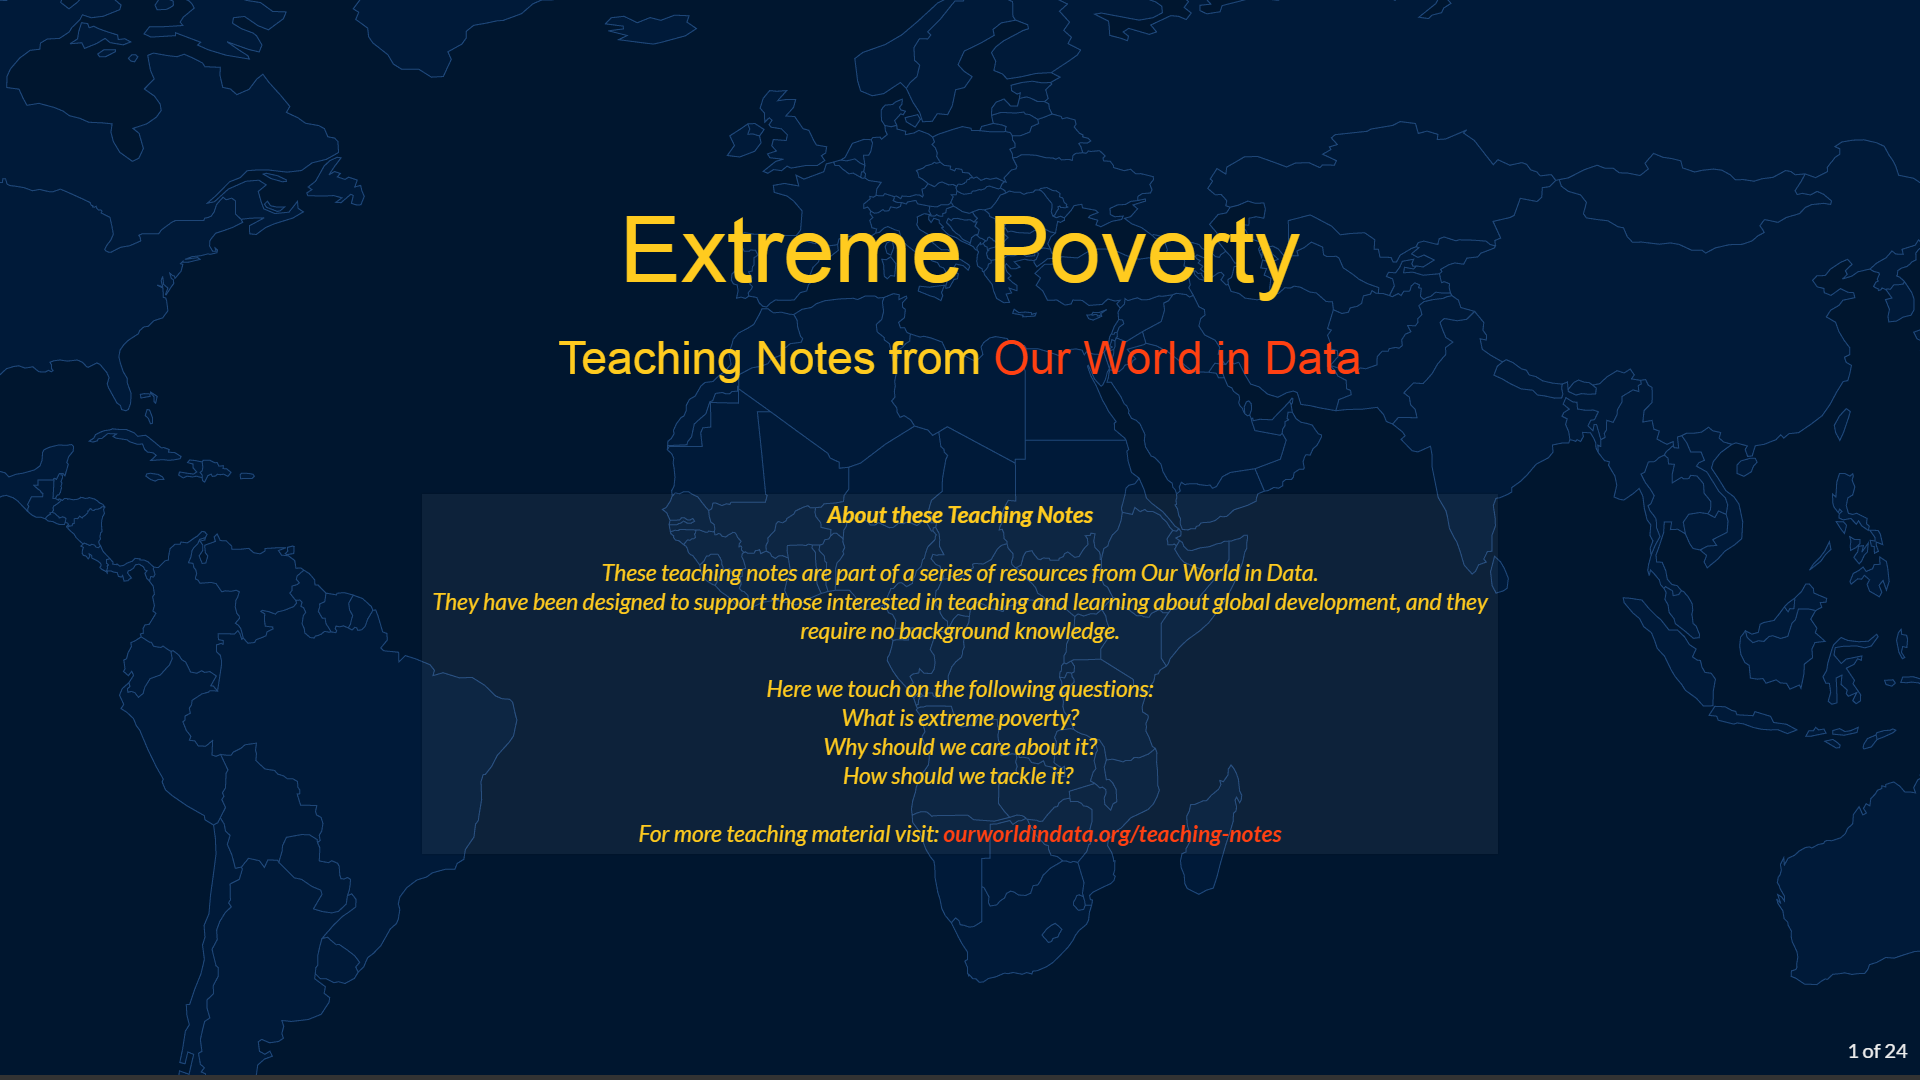 Extreme Poverty
Teaching Notes from Our World in Data
About these Teaching Notes
These teaching notes are part of a series of resources from Our World in Data.
They have been designed to support those interested in teaching and learning about global development, and they
require no background knowledge.
Here we touch on the following questions:
What is extreme poverty?
Why should we care about it?
How should we tackle it?
For more teaching material visit: ourworldindata.org/teaching-notes
1 of 24